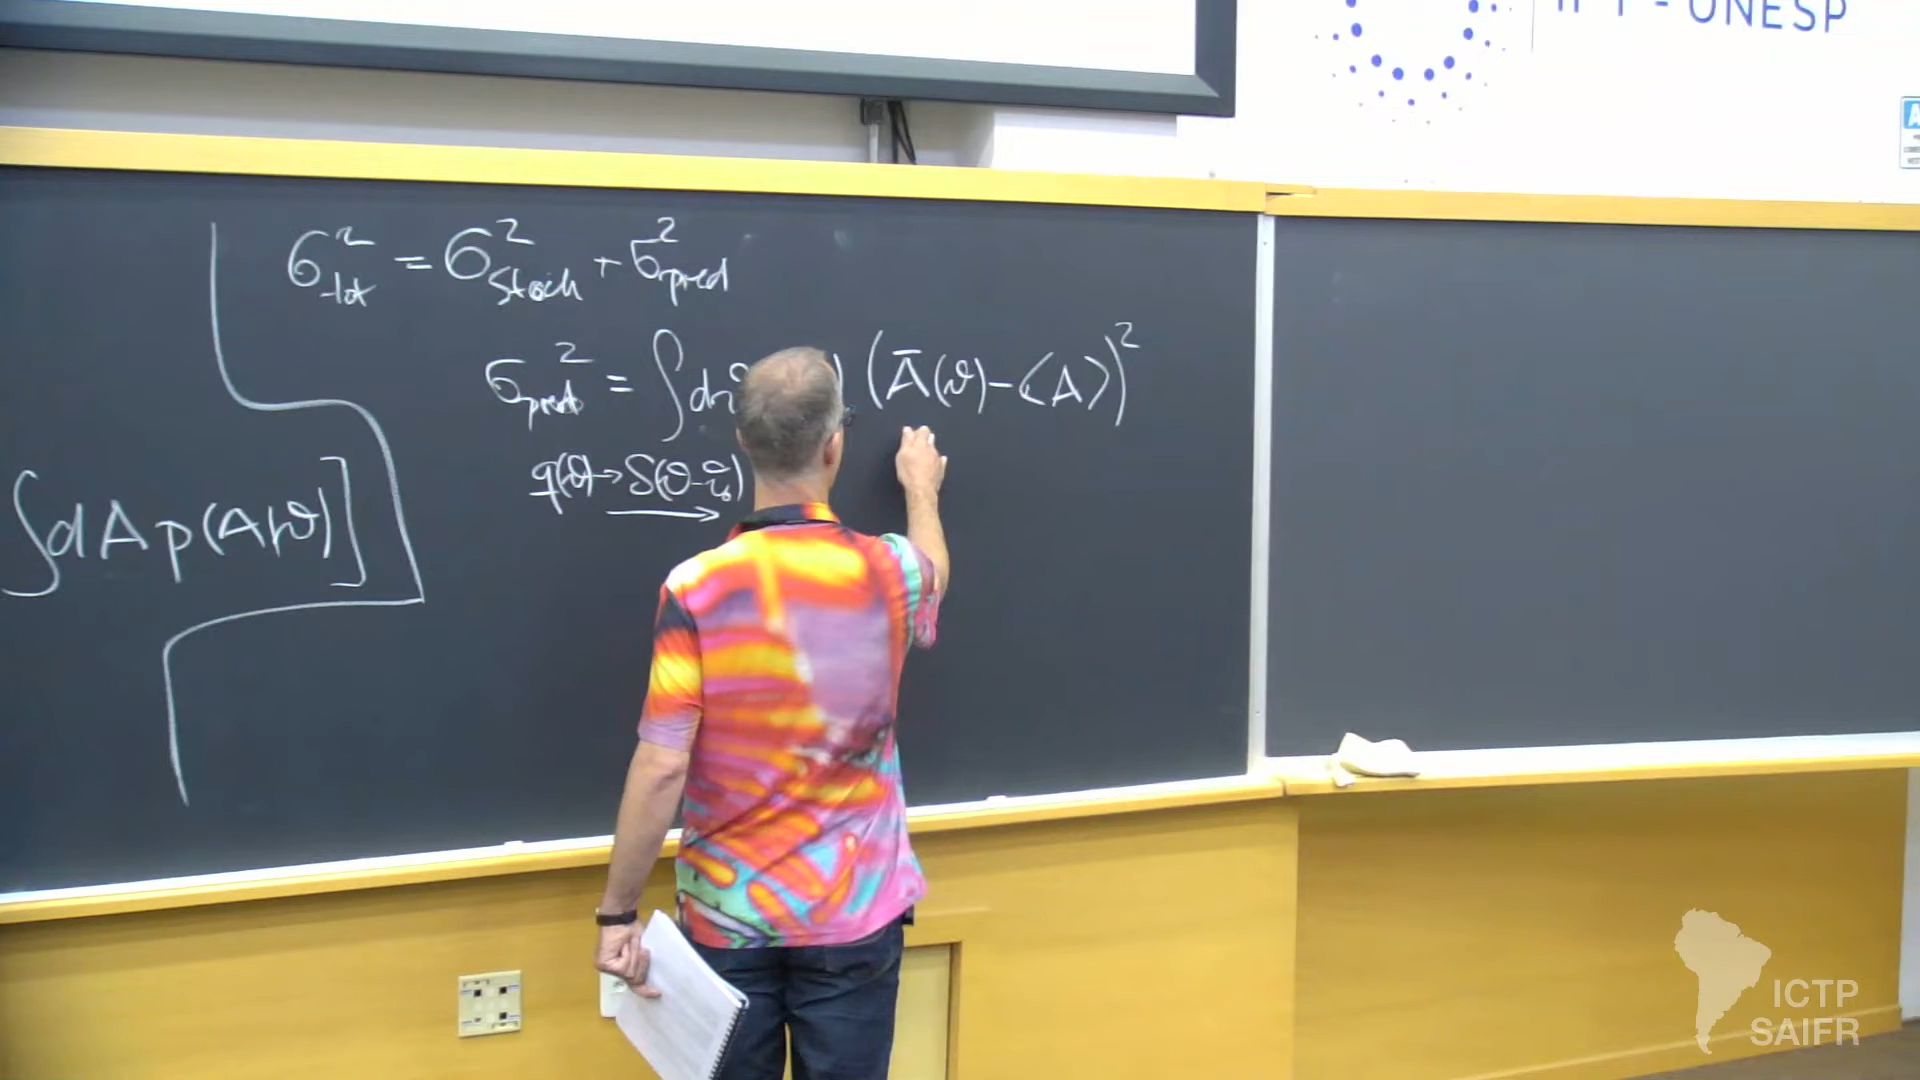 IFT - UNESP
σ²tot = σ²stoch + σ²pred
σ²pred = ∫dϑ ) (Ā(ϑ)-⟨A⟩)²
q(ϑ)→δ(ϑ-ϑ₀)
∫dA p(A|ϑ)]
ICTP
SAIFR